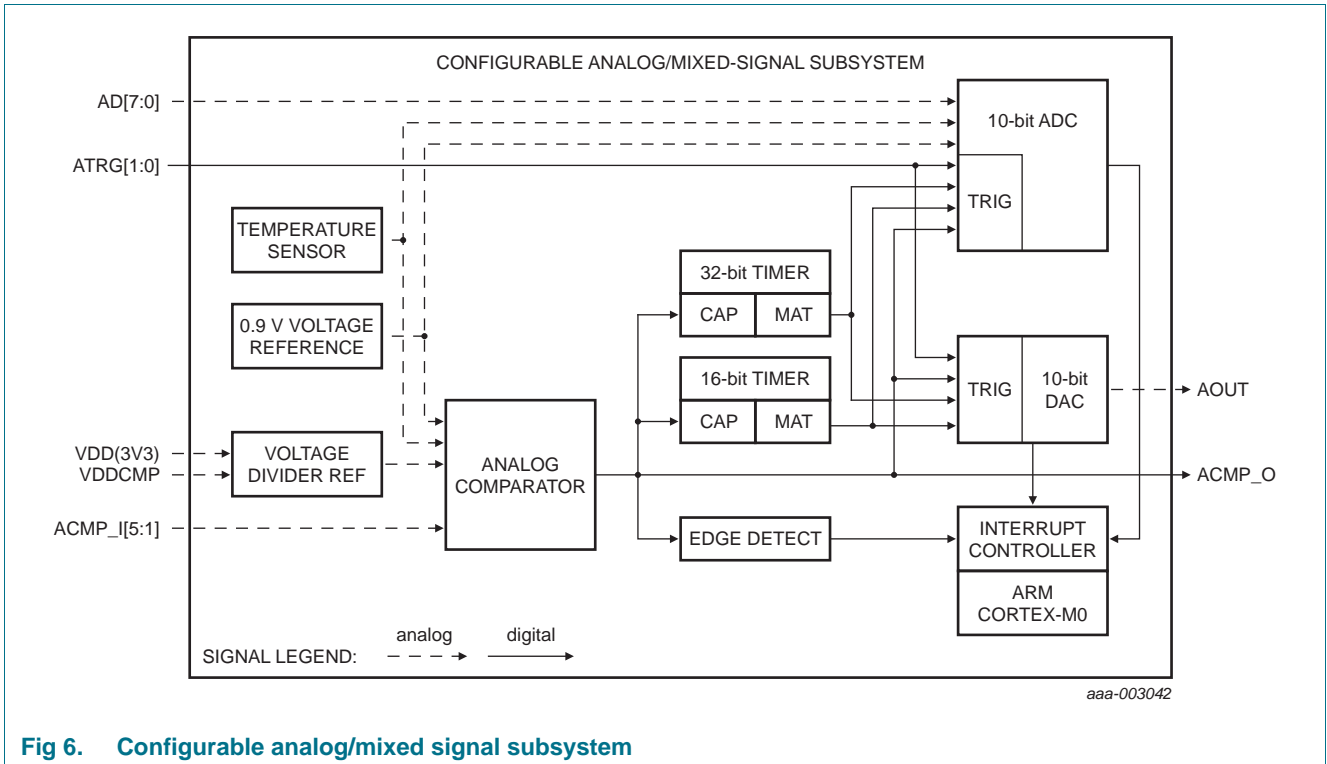 CONFIGURABLE ANALOG/MIXED-SIGNAL SUBSYSTEM
AD[7:0]
10-bit ADC
ATRG[1:0]
TRIG
TEMPERATURE
SENSOR
32-bit TIMER
CAP
MAT
0.9 V VOLTAGE
REFERENCE
16-bit TIMER
CAP
MAT
TRIG
10-bit
DAC
AOUT
VDD(3V3)
VDDCMP
VOLTAGE
DIVIDER REF
ANALOG
COMPARATOR
ACMP_O
ACMP_I[5:1]
EDGE DETECT
INTERRUPT
CONTROLLER
ARM
CORTEX-M0
SIGNAL LEGEND:
analog
digital
aaa-003042
Fig 6. Configurable analog/mixed signal subsystem